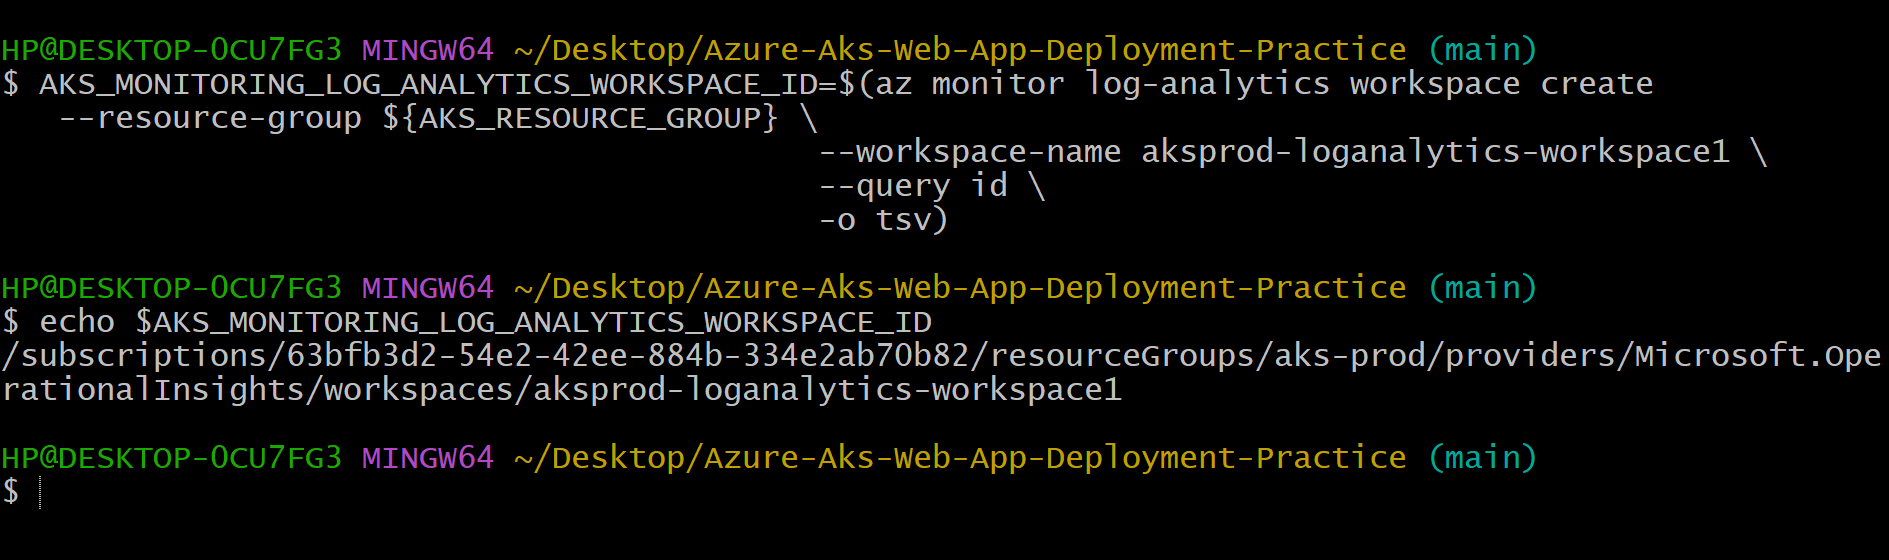 HP@DESKTOP-0CU7FG3 MINGW64 ~/Desktop/Azure-Aks-Web-App-Deployment-Practice (main)
$ AKS_MONITORING_LOG_ANALYTICS_WORKSPACE_ID=$(az monitor log-analytics workspace create
--resource-group ${AKS_RESOURCE_GROUP} \
--workspace-name aksprod-loganalytics-workspace1 \
--query id \
-o tsv)
HP@DESKTOP-0CU7FG3 MINGW64 ~/Desktop/Azure-Aks-Web-App-Deployment-Practice (main)
$ echo $AKS_MONITORING_LOG_ANALYTICS_WORKSPACE_ID
/subscriptions/63bfb3d2-54e2-42ee-884b-334e2ab70b82/resourceGroups/aks-prod/providers/Microsoft.Ope
rationalInsights/workspaces/aksprod-loganalytics-workspace1
HP@DESKTOP-0CU7FG3 MINGW64 ~/Desktop/Azure-Aks-Web-App-Deployment-Practice (main)
$